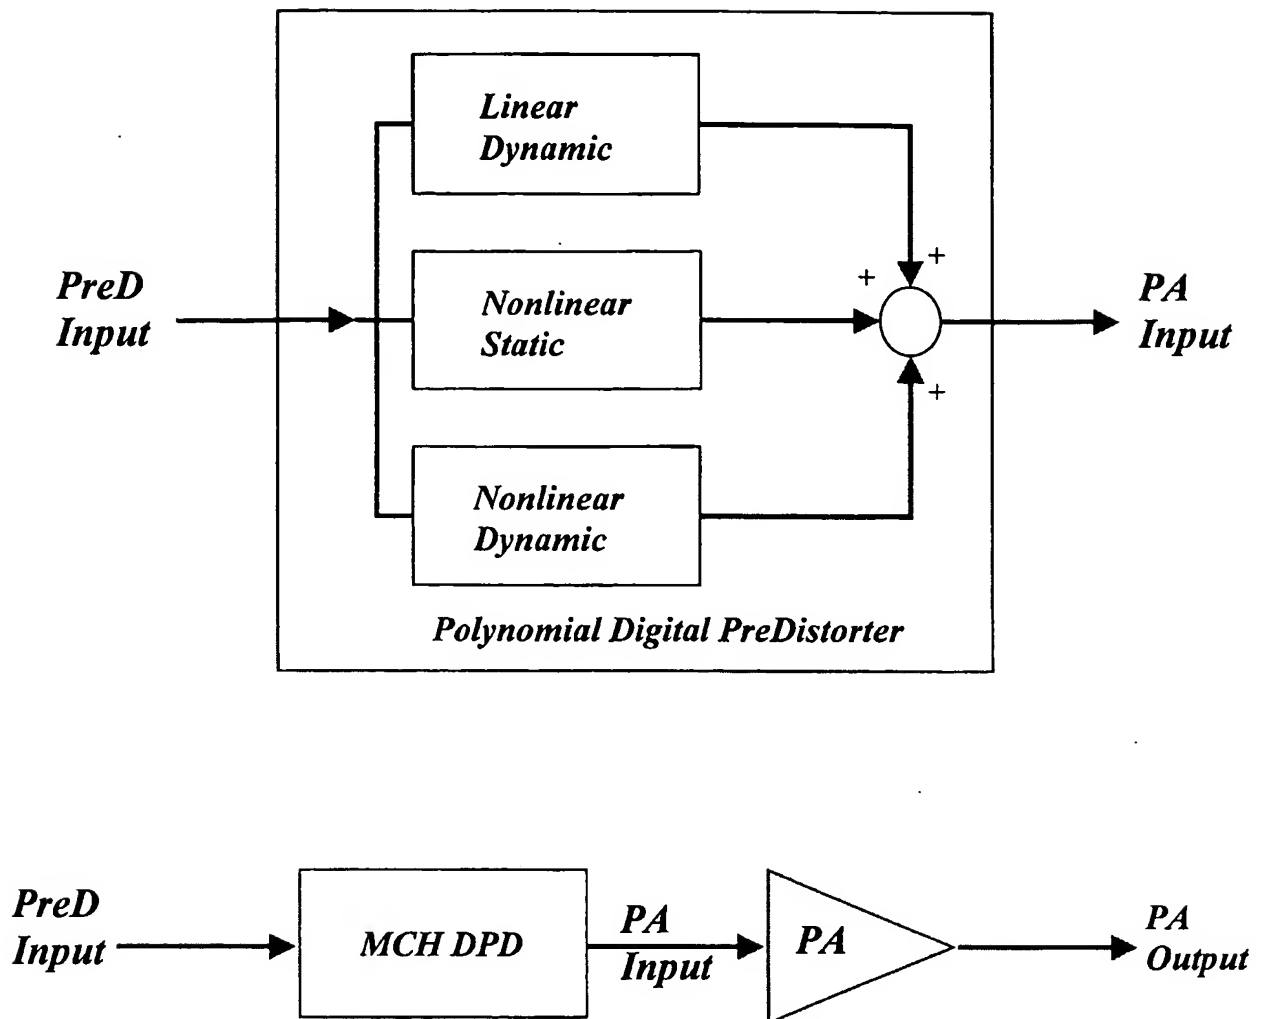 Linear
Dynamic
+
+
PreD
Input
Nonlinear
Static
PA
Input
+
Nonlinear
Dynamic
Polynomial Digital PreDistorter
PreD
Input
MCH DPD
PA
Input
PA
PA
Output